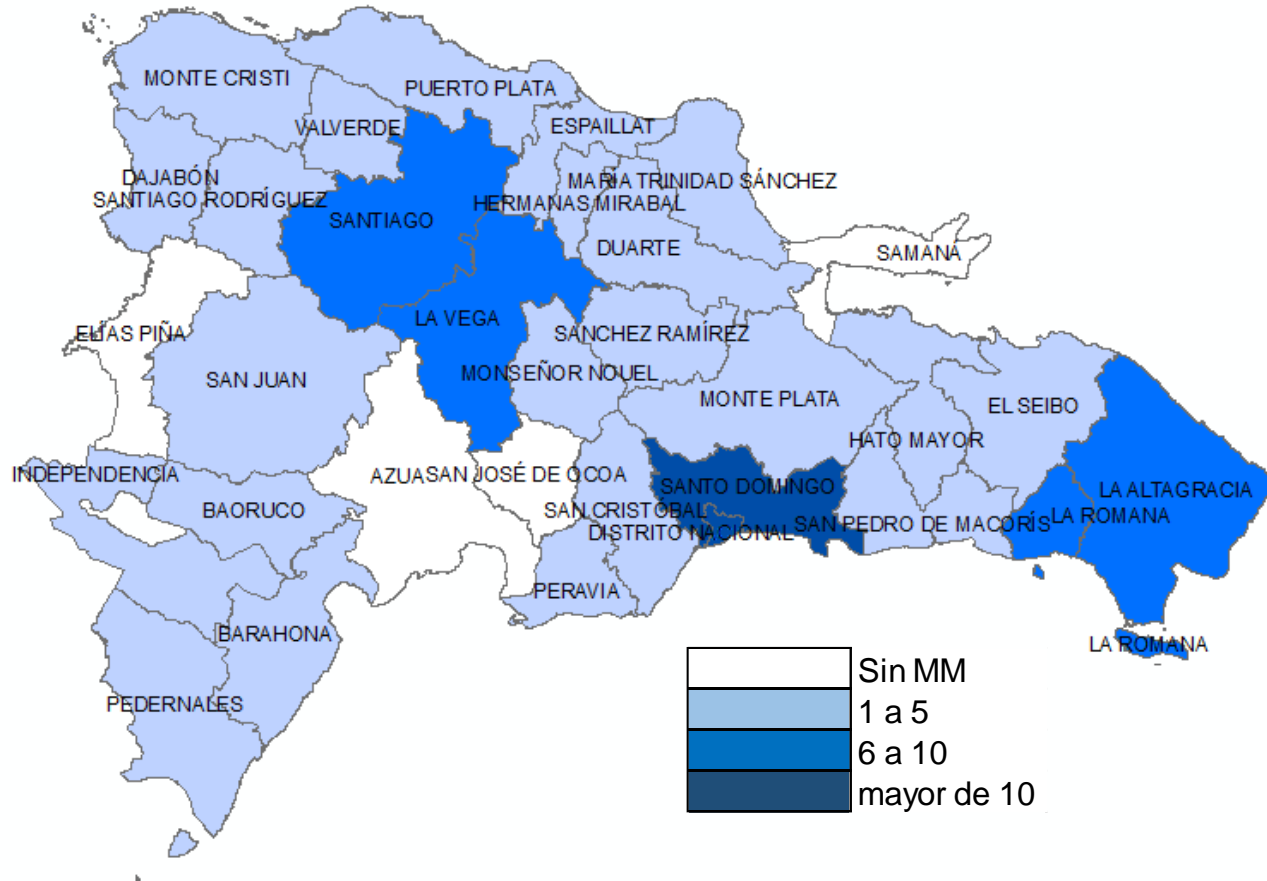 MONTE CRISTI
PUERTO PLATA
VALVERDE
ESPAILLAT
DAJABÓN
MARÍA TRINIDAD SÁNCHEZ
SANTIAGO RODRÍGUEZ
HERMANAS MIRABAL
SANTIAGO
DUARTE
SAMANÁ
LA VEGA
ELÍAS PIÑA
SÁNCHEZ RAMÍREZ
SAN JUAN
MONSEÑOR NOUEL
MONTE PLATA
EL SEIBO
HATO MAYOR
INDEPENDENCIA
AZUA
SAN JOSÉ DE OCOA
SANTO DOMINGO
LA ALTAGRACIA
BAORUCO
SAN CRISTÓBAL
LA ROMANA
DISTRITO NACIONAL
SAN PEDRO DE MACORÍS
PERAVIA
BARAHONA
LA ROMANA
PEDERNALES
Sin MM
1 a 5
6 a 10
mayor de 10